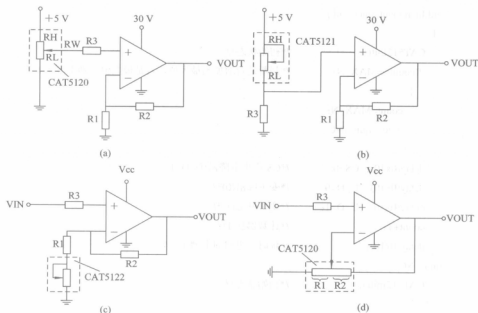 +5 V
30 V
RH
RW
R3
RL
CAT5120
VOUT
R1
R2
(a)
+5 V
30 V
RH
CAT5121
RL
VOUT
R3
R1
R2
(b)
Vcc
R3
VIN
VOUT
R1
R2
CAT5122
(c)
Vcc
R3
VIN
VOUT
CAT5120
R1
R2
(d)